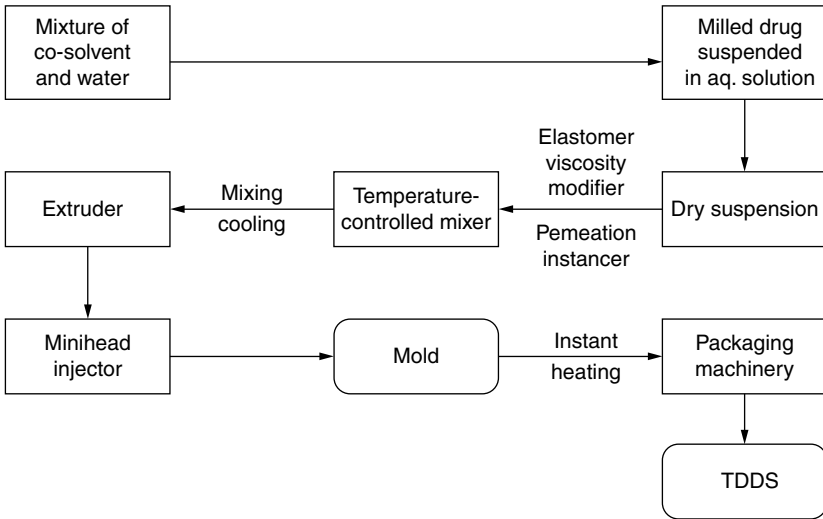 Mixture of
co-solvent
and water
Milled drug
suspended
in aq. solution
Elastomer
viscosity
modifier
Extruder
Mixing
cooling
Temperature-
controlled mixer
Pemeation
instancer
Dry suspension
Minihead
injector
Mold
Instant
heating
Packaging
machinery
TDDS